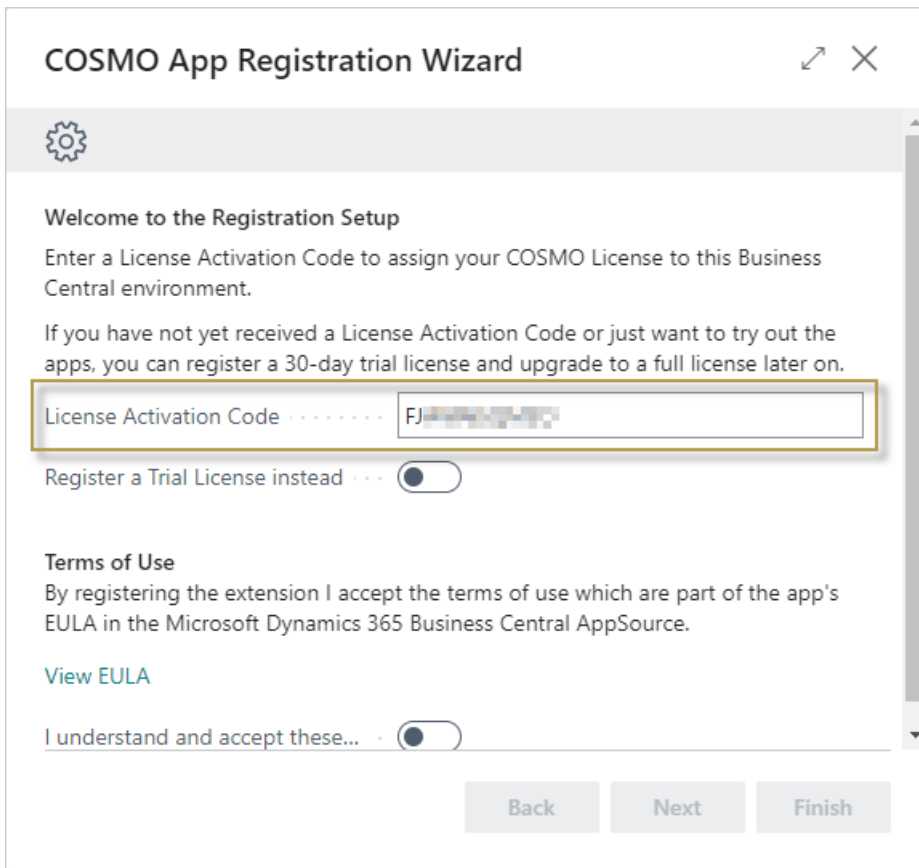 COSMO App Registration Wizard
Welcome to the Registration Setup
Enter a License Activation Code to assign your COSMO License to this Business
Central environment.
If you have not yet received a License Activation Code or just want to try out the
apps, you can register a 30-day trial license and upgrade to a full license later on.
License Activation Code FJ
Register a Trial License instead
Terms of Use
By registering the extension I accept the terms of use which are part of the app's
EULA in the Microsoft Dynamics 365 Business Central AppSource.
View EULA
I understand and accept these...
Back Next Finish